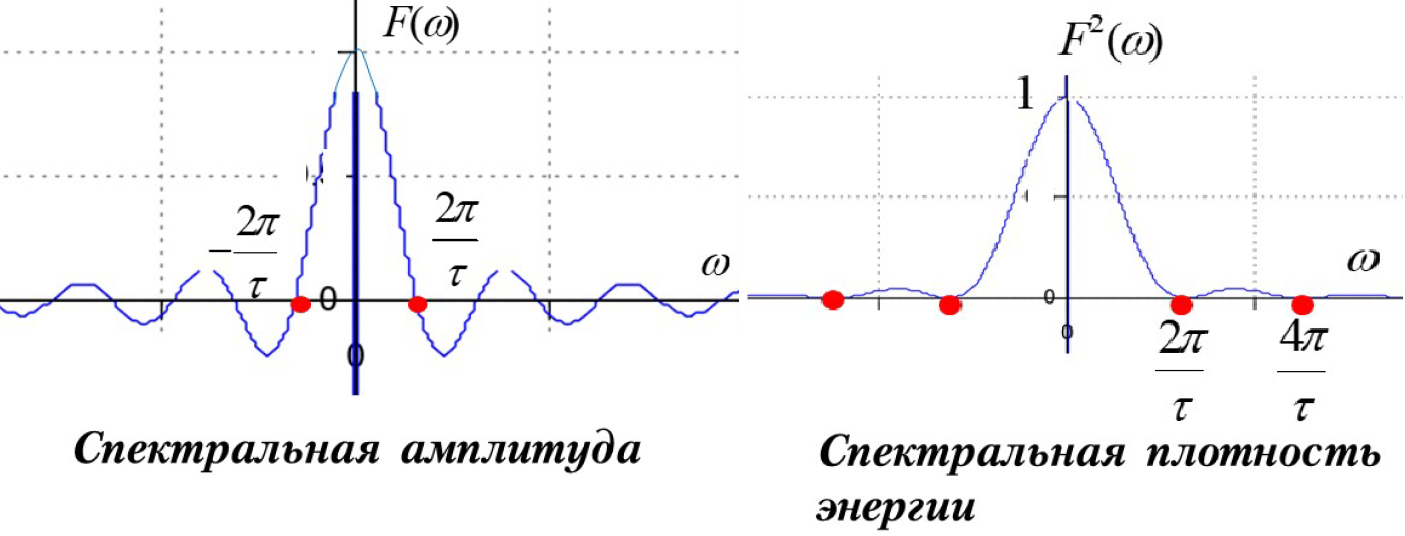 F(ω)
-2π/τ
2π/τ
ω
0
0
Спектральная амплитуда
F²(ω)
1
ω
0
0
2π/τ
4π/τ
Спектральная плотность
энергии